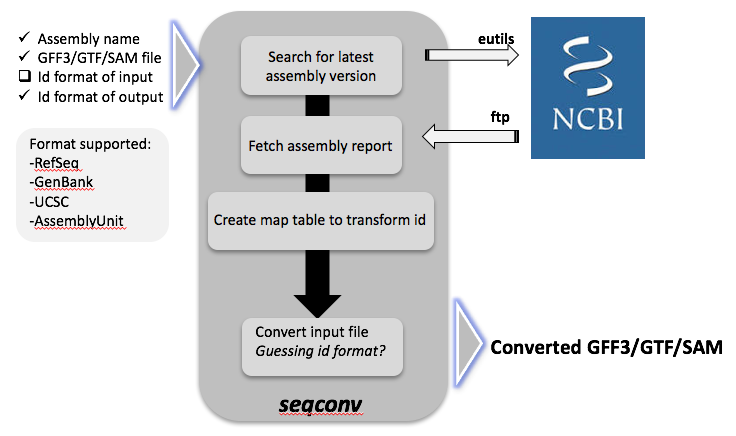 Assembly name
GFF3/GTF/SAM file
Id format of input
Id format of output
Format supported:
-RefSeq
-GenBank
-UCSC
-AssemblyUnit
Search for latest
assembly version
Fetch assembly report
Create map table to transform id
Convert input file
Guessing id format?
seqconv
eutils
ftp
NCBI
Converted GFF3/GTF/SAM